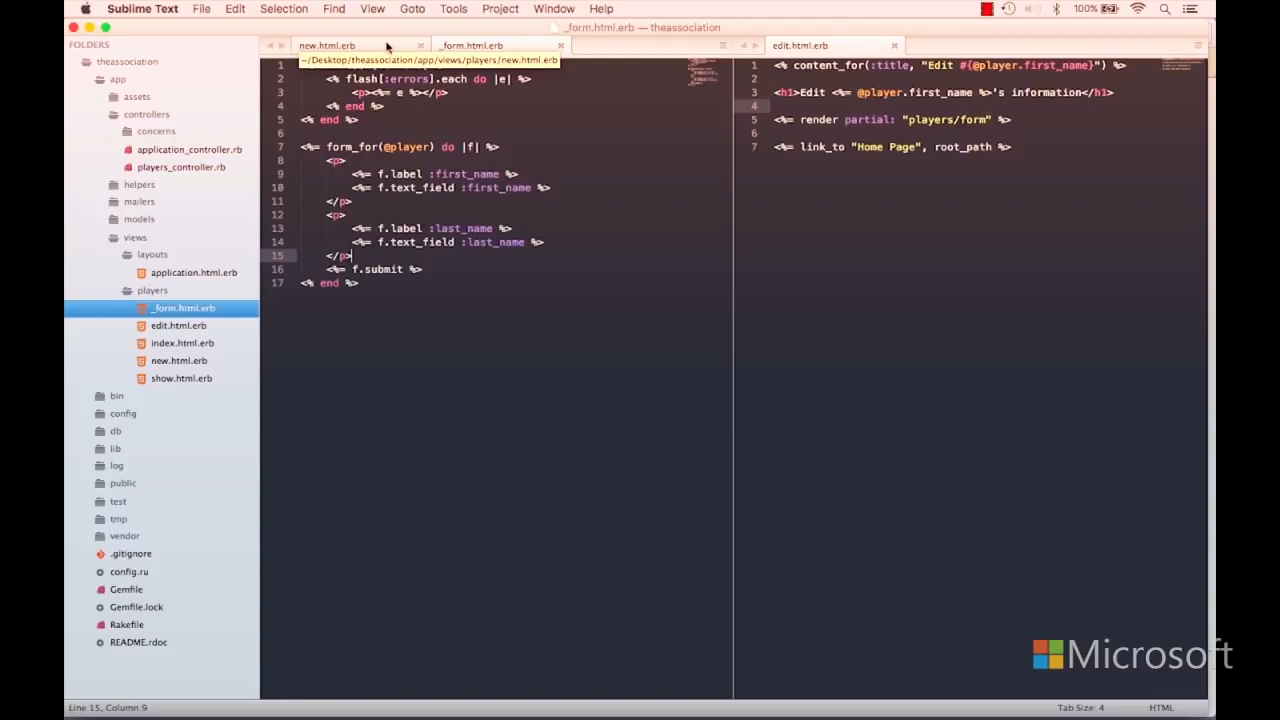 Sublime Text File Edit Selection Find View Goto Tools Project Window Help 100%
_form.html.erb — theassociation
FOLDERS
theassociation
app
assets
controllers
concerns
application_controller.rb
players_controller.rb
helpers
mailers
models
views
layouts
application.html.erb
players
_form.html.erb
edit.html.erb
index.html.erb
new.html.erb
show.html.erb
bin
config
db
lib
log
public
test
tmp
vendor
.gitignore
config.ru
Gemfile
Gemfile.lock
Rakefile
README.rdoc
new.html.erb _form.html.erb
~/Desktop/theassociation/app/views/players/new.html.erb
1
2 <% flash[:errors].each do |e| %>
3 <p><%= e %></p>
4 <% end %>
5 <% end %>
6
7 <%= form_for(@player) do |f| %>
8 <p>
9 <%= f.label :first_name %>
10 <%= f.text_field :first_name %>
11 </p>
12 <p>
13 <%= f.label :last_name %>
14 <%= f.text_field :last_name %>
15 </p>
16 <%= f.submit %>
17 <% end %>
edit.html.erb
1 <% content_for(:title, "Edit #{@player.first_name}") %>
2
3 <h1>Edit <%= @player.first_name %>'s information</h1>
4
5 <%= render partial: "players/form" %>
6
7 <%= link_to "Home Page", root_path %>
Microsoft
Line 15, Column 9 Tab Size: 4 HTML